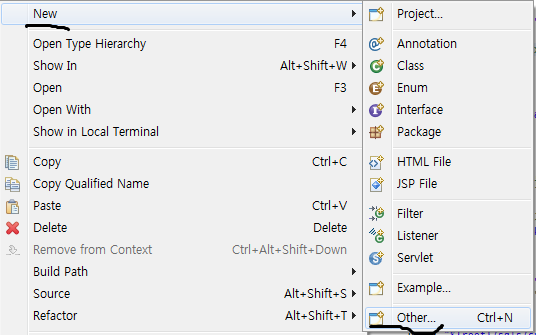 New
Open Type Hierarchy F4
Show In Alt+Shift+W
Open F3
Open With
Show in Local Terminal
Copy Ctrl+C
Copy Qualified Name
Paste Ctrl+V
Delete Delete
Remove from Context Ctrl+Alt+Shift+Down
Build Path
Source Alt+Shift+S
Refactor Alt+Shift+T
Project...
Annotation
Class
Enum
Interface
Package
HTML File
JSP File
Filter
Listener
Servlet
Example...
Other... Ctrl+N